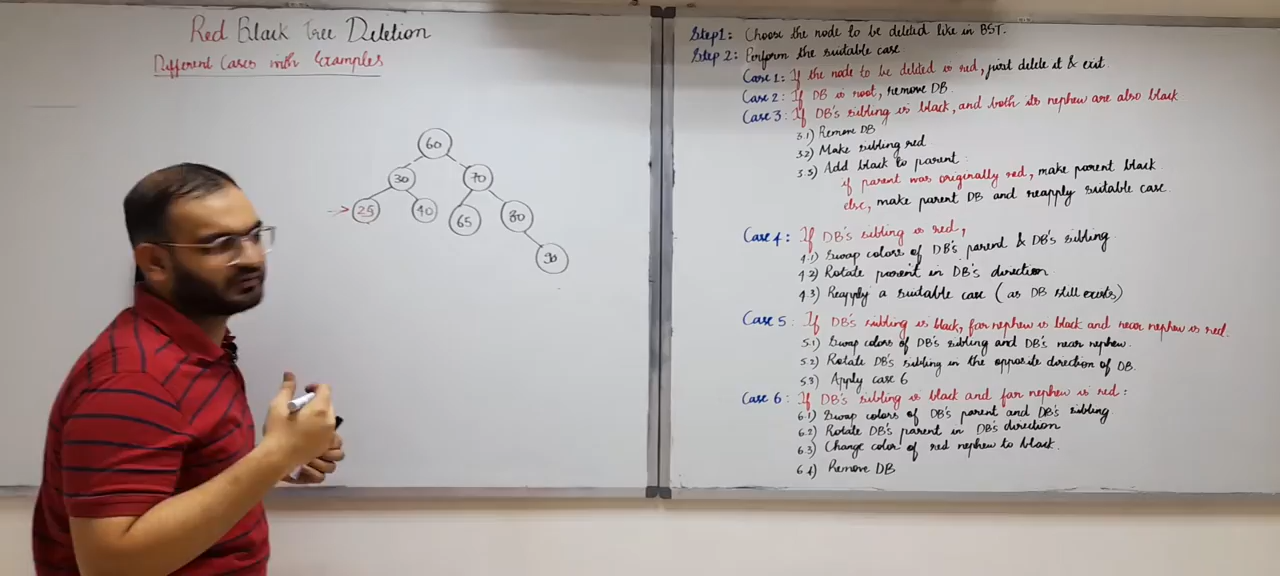 Red Black Tree Deletion
Different Cases with Examples
60
30
70
25
40
65
80
90
Step 1: Choose the node to be deleted like in BST.
Step 2: Perform the suitable case
Case 1: If the node to be deleted is red, just delete it & exit.
Case 2: If DB is root, remove DB.
Case 3: If DB's sibling is black, and both its nephew are also black
3.1) Remove DB
3.2) Make sibling red.
3.3) Add black to parent:
if parent was originally red, make parent black.
else, make parent DB and reapply suitable case.
Case 4: If DB's sibling is red,
4.1) Swap colors of DB's parent & DB's sibling
4.2) Rotate parent in DB's direction
4.3) Reapply a suitable case (as DB still exists)
Case 5: If DB's sibling is black, far nephew is black and near nephew is red.
5.1) Swap colors of DB's sibling and DB's near nephew.
5.2) Rotate DB's sibling in the opposite direction of DB.
5.3) Apply case 6
Case 6: If DB's sibling is black and far nephew is red:
6.1) Swap colors of DB's parent and DB's sibling
6.2) Rotate DB's parent in DB's direction
6.3) Change color of red nephew to black.
6.4) Remove DB